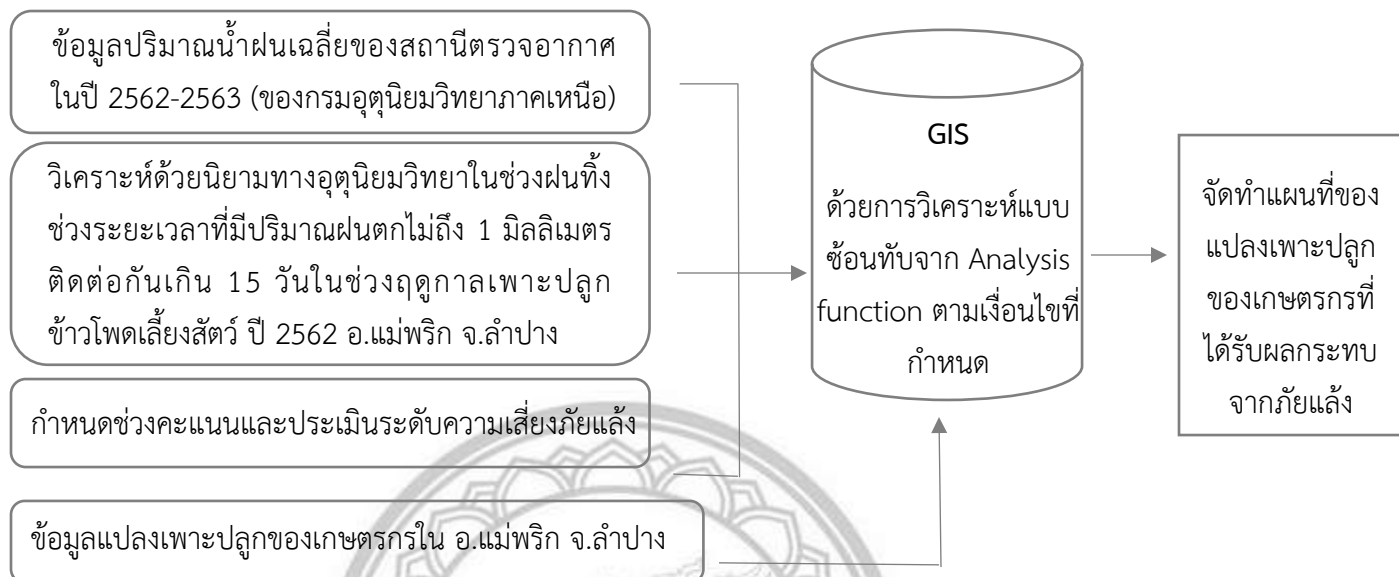 ข้อมูลปริมาณน้ำฝนเฉลี่ยของสถานีตรวจอากาศ
ในปี 2562-2563 (ของกรมอุตุนิยมวิทยาภาคเหนือ)
วิเคราะห์ด้วยนิยามทางอุตุนิยมวิทยาในช่วงฝนทิ้ง
ช่วงระยะเวลาที่มีปริมาณฝนตกไม่ถึง 1 มิลลิเมตร
ติดต่อกันเกิน 15 วันในช่วงฤดูกาลเพาะปลูก
ข้าวโพดเลี้ยงสัตว์ ปี 2562 อ.แม่พริก จ.ลำปาง
กำหนดช่วงคะแนนและประเมินระดับความเสี่ยงภัยแล้ง
ข้อมูลแปลงเพาะปลูกของเกษตรกรใน อ.แม่พริก จ.ลำปาง
GIS
ด้วยการวิเคราะห์แบบ
ซ้อนทับจาก Analysis
function ตามเงื่อนไขที่
กำหนด
จัดทำแผนที่ของ
แปลงเพาะปลูก
ของเกษตรกรที่
ได้รับผลกระทบ
จากภัยแล้ง